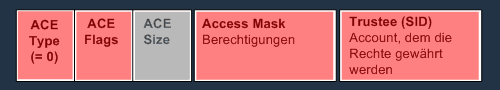 ACE
Type
(= 0)
ACE
Flags
ACE
Size
Access Mask
Berechtigungen
Trustee (SID)
Account, dem die
Rechte gewährt
werden